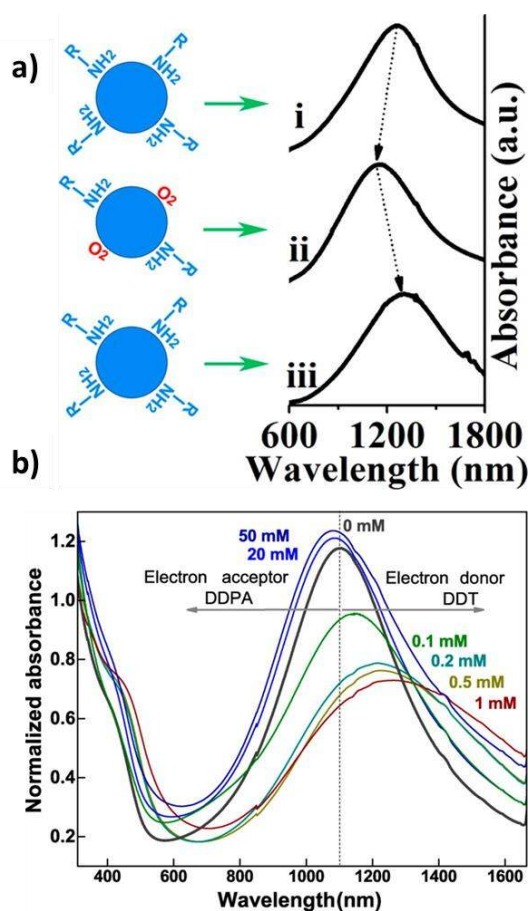 a)
R
NH2
R
NH2
NH2
R
NH2
R
i
R
NH2
O2
O2
NH2
R
ii
R
NH2
R
NH2
NH2
R
NH2
R
iii
Absorbance (a.u.)
600 1200 1800
Wavelength (nm)
b)
50 mM
20 mM
0 mM
Electron acceptor
DDPA
Electron donor
DDT
0.1 mM
0.2 mM
0.5 mM
1 mM
Normalized absorbance
1.2
1.0
0.8
0.6
0.4
0.2
400 600 800 1000 1200 1400 1600
Wavelength(nm)